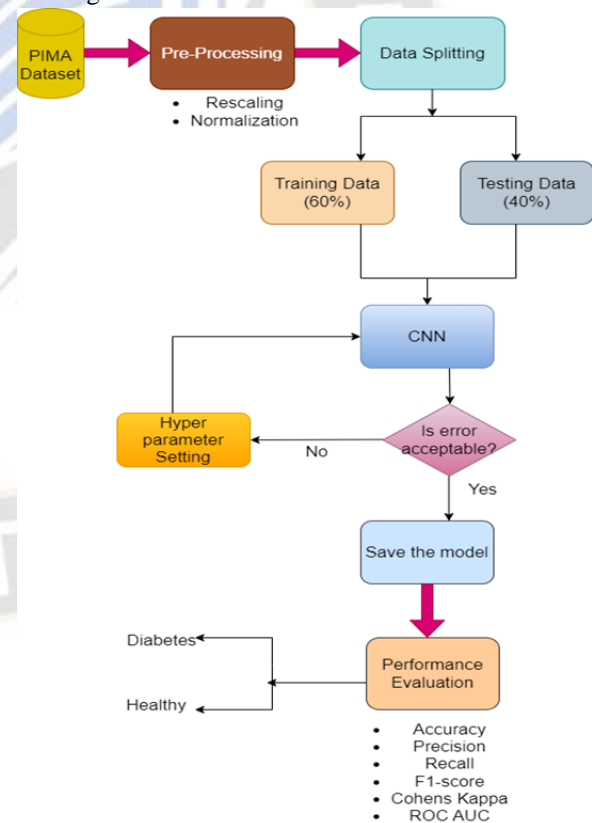 PIMA
Dataset
Pre-Processing
Data Splitting
• Rescaling
• Normalization
Training Data
(60%)
Testing Data
(40%)
CNN
Hyper
parameter
Setting
No
Is error
acceptable?
Yes
Save the model
Performance
Evaluation
Diabetes
Healthy
• Accuracy
• Precision
• Recall
• F1-score
• Cohens Kappa
• ROC AUC